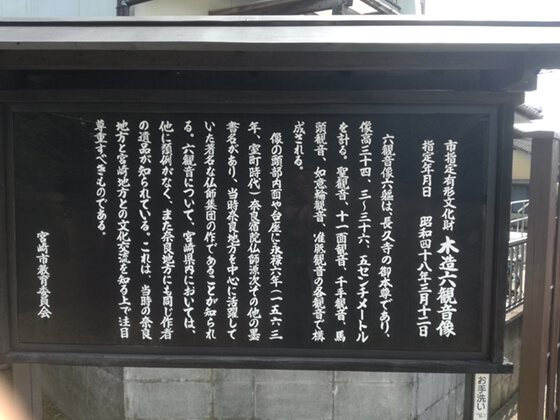 市指定有形文化財 木造六観音像
指定年月日 昭和四十八年三月十二日
六観音像六躯は、長久寺の御本尊であり、
像高三十四、三~三十六、五センチメートル
を計る。聖観音、十一面観音、千手観音、馬
頭観音、如意輪観音、准胝観音の各観音で構
成される。
像の頭部内面や台座に永禄六年(一五六三
年、室町時代)奈良宿院仏師源次その他の墨
書名があり、当時奈良地方を中心に活躍して
いた著名な仏師集団の作であることが知られ
る。六観音について、宮崎県内においては、
他に類例がなく、また奈良地方にも同じ作者
の遺品が知られている。これは、当時の奈良
地方と宮崎地方との文化交流を知る上で注目
尊重すべきものである。
宮崎市教育委員会
お手洗い